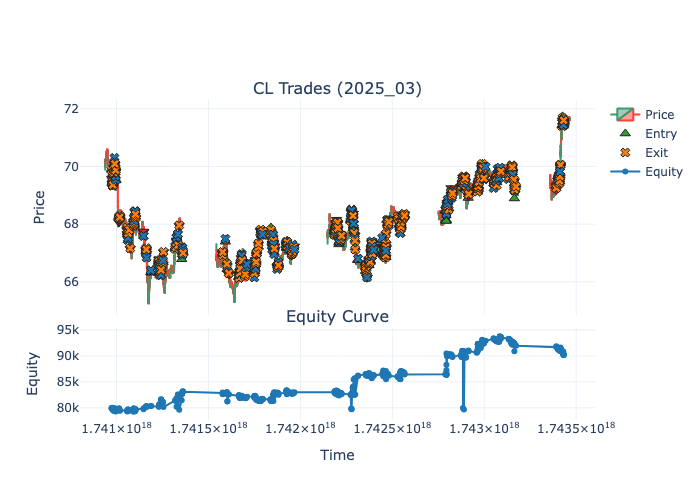 CL Trades (2025_03)
72
70
68
66
Price
Price
Entry
Exit
Equity
Equity Curve
95k
90k
85k
80k
Equity
1.741×10¹⁸
1.7415×10¹⁸
1.742×10¹⁸
1.7425×10¹⁸
1.743×10¹⁸
1.7435×10¹⁸
Time